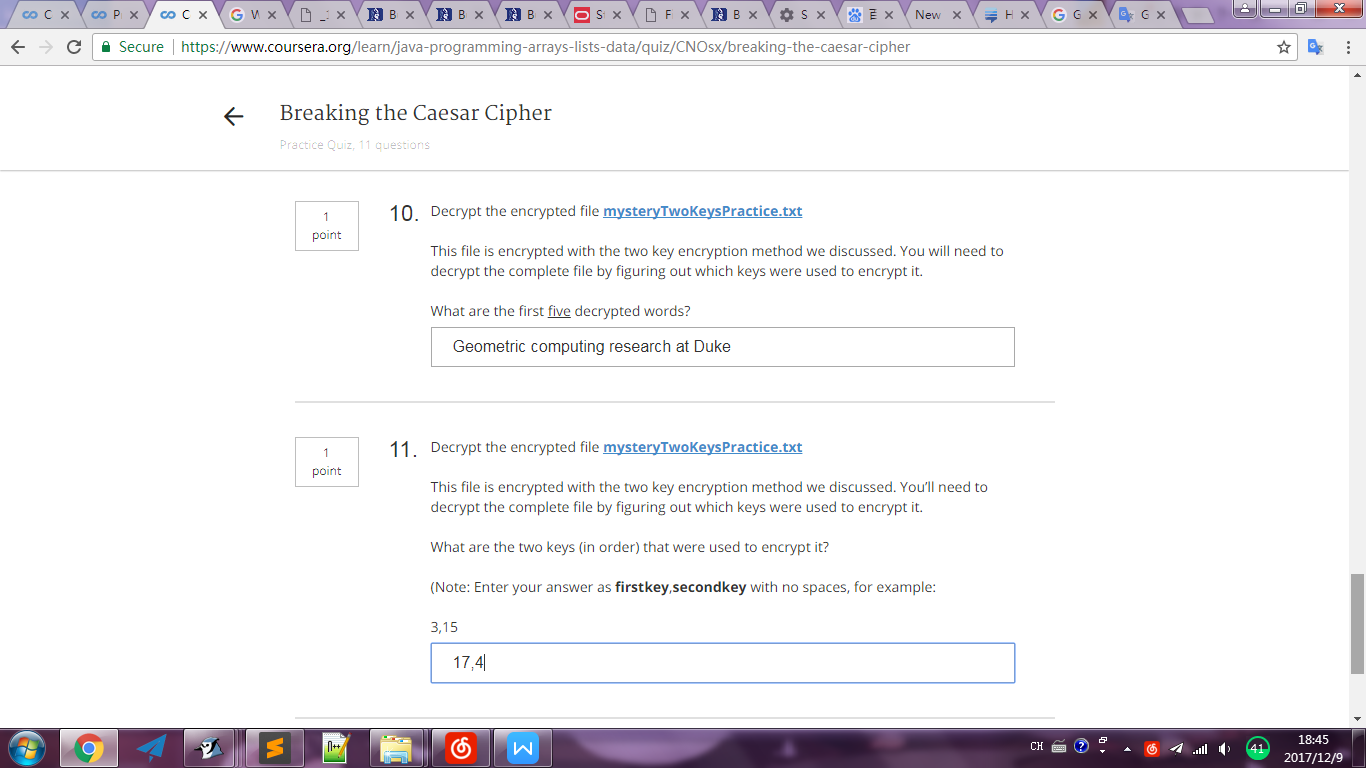 C P C W _: B B B S F B S E New H G G
Secure https://www.coursera.org/learn/java-programming-arrays-lists-data/quiz/CNOsx/breaking-the-caesar-cipher
Breaking the Caesar Cipher
Practice Quiz, 11 questions
1
point
10. Decrypt the encrypted file mysteryTwoKeysPractice.txt
This file is encrypted with the two key encryption method we discussed. You will need to
decrypt the complete file by figuring out which keys were used to encrypt it.
What are the first five decrypted words?
Geometric computing research at Duke
1
point
11. Decrypt the encrypted file mysteryTwoKeysPractice.txt
This file is encrypted with the two key encryption method we discussed. You’ll need to
decrypt the complete file by figuring out which keys were used to encrypt it.
What are the two keys (in order) that were used to encrypt it?
(Note: Enter your answer as firstkey,secondkey with no spaces, for example:
3,15
17,4
CH 41 18:45
2017/12/9